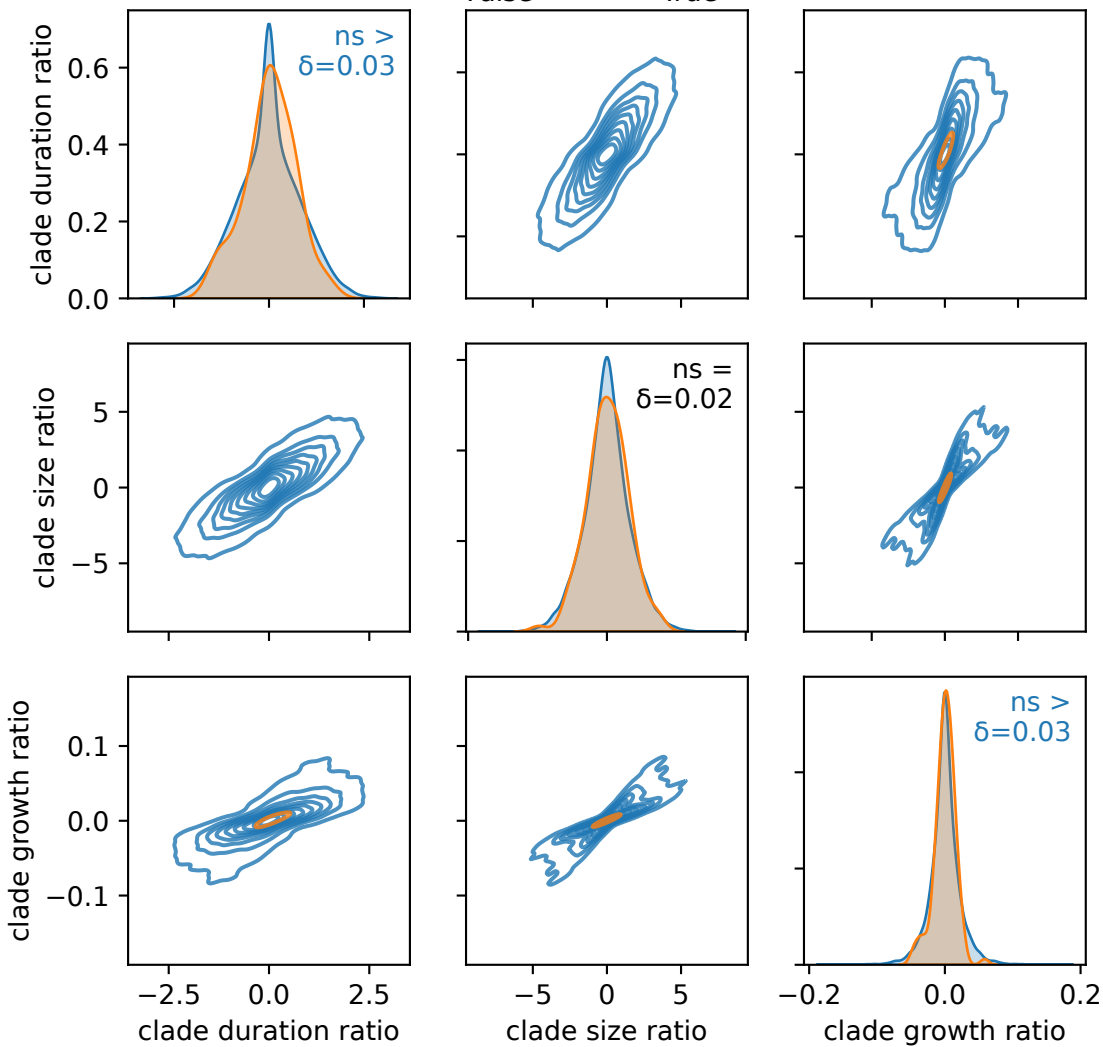 clade duration ratio
0.6
0.4
0.2
0.0
ns >
δ=0.03
clade size ratio
5
0
−5
ns =
δ=0.02
clade growth ratio
0.1
0.0
−0.1
ns >
δ=0.03
−2.5 0.0 2.5
−5 0 5
−0.2 0.0 0.2
clade duration ratio
clade size ratio
clade growth ratio